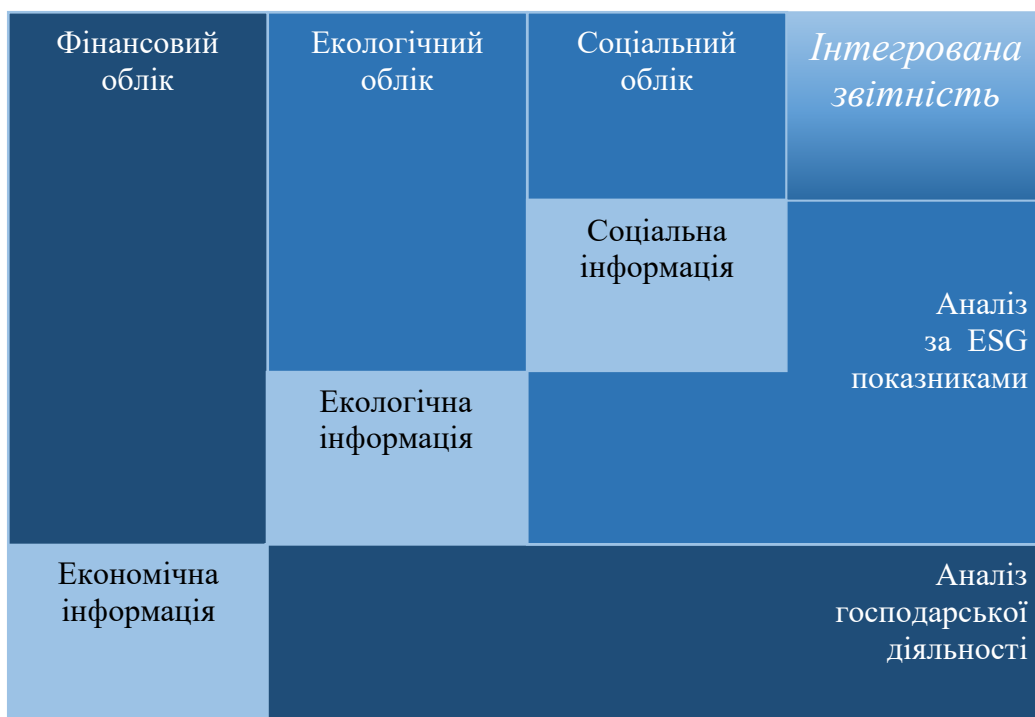 Фінансовий
облік
Екологічний
облік
Соціальний
облік
Інтегрована
звітність
Соціальна
інформація
Аналіз
за ESG
показниками
Екологічна
інформація
Економічна
інформація
Аналіз
господарської
діяльності